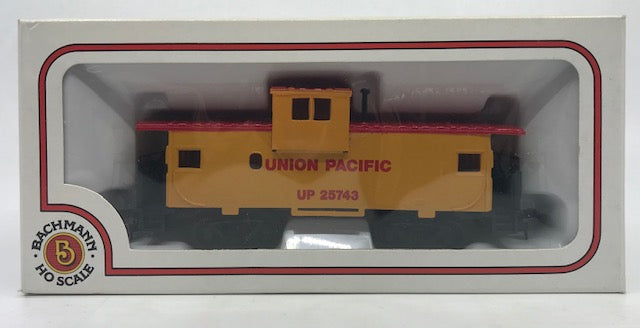 UNION PACIFIC
UP 25743
BACHMANN
B
HO SCALE